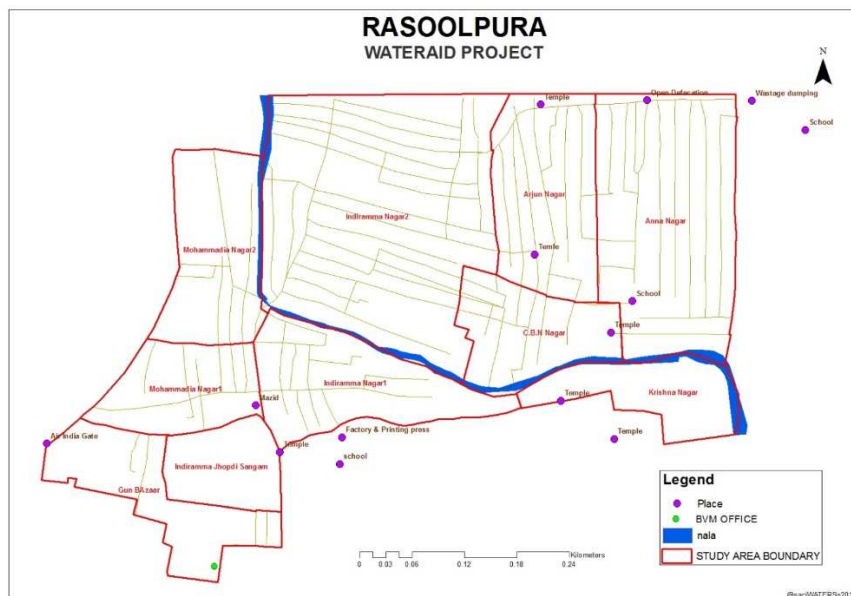 RASOOLPURA
WATERAID PROJECT
N
Temple
Open Defecation
Wastage dumping
School
Arjun Nagar
Indiramma Nagar2
Anna Nagar
Mohammadia Nagar2
Temle
School
C.B.N Nagar
Temple
Mohammadia Nagar1
Indiramma Nagar1
Krishna Nagar
Mazid
Temple
Air India Gate
Factory & Printing press
Temple
Temple
school
Indiramma Jhopdi Sangam
Gun BAzaar
Legend
Place
BVM OFFICE
nala
STUDY AREA BOUNDARY
Kilometers
0 0.03 0.06 0.12 0.18 0.24